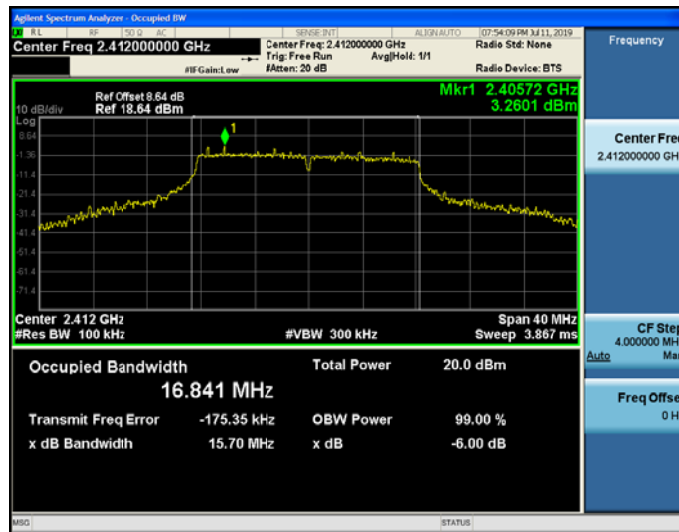 Agilent Spectrum Analyzer - Occupied BW
RL RF 50 Ω AC SENSE:INT ALIGN AUTO 07:54:09 PM Jul 11, 2019
Center Freq 2.412000000 GHz
Center Freq: 2.412000000 GHz
Radio Std: None
Trig: Free Run Avg|Hold: 1/1
#IFGain:Low #Atten: 20 dB Radio Device: BTS
Frequency
Ref Offset 8.64 dB
10 dB/div Ref 18.64 dBm
Mkr1 2.40572 GHz
3.2601 dBm
Log
8.64
-1.36
-11.4
-21.4
-31.4
-41.4
-51.4
-61.4
-71.4
1
Center Fre
2.412000000 GH
Center 2.412 GHz Span 40 MHz
#Res BW 100 kHz #VBW 300 kHz Sweep 3.867 ms
CF Step
4.000000 MH
Auto Ma
Freq Offse
0 H
Occupied Bandwidth Total Power 20.0 dBm
16.841 MHz
Transmit Freq Error -175.35 kHz OBW Power 99.00 %
x dB Bandwidth 15.70 MHz x dB -6.00 dB
MSG STATUS